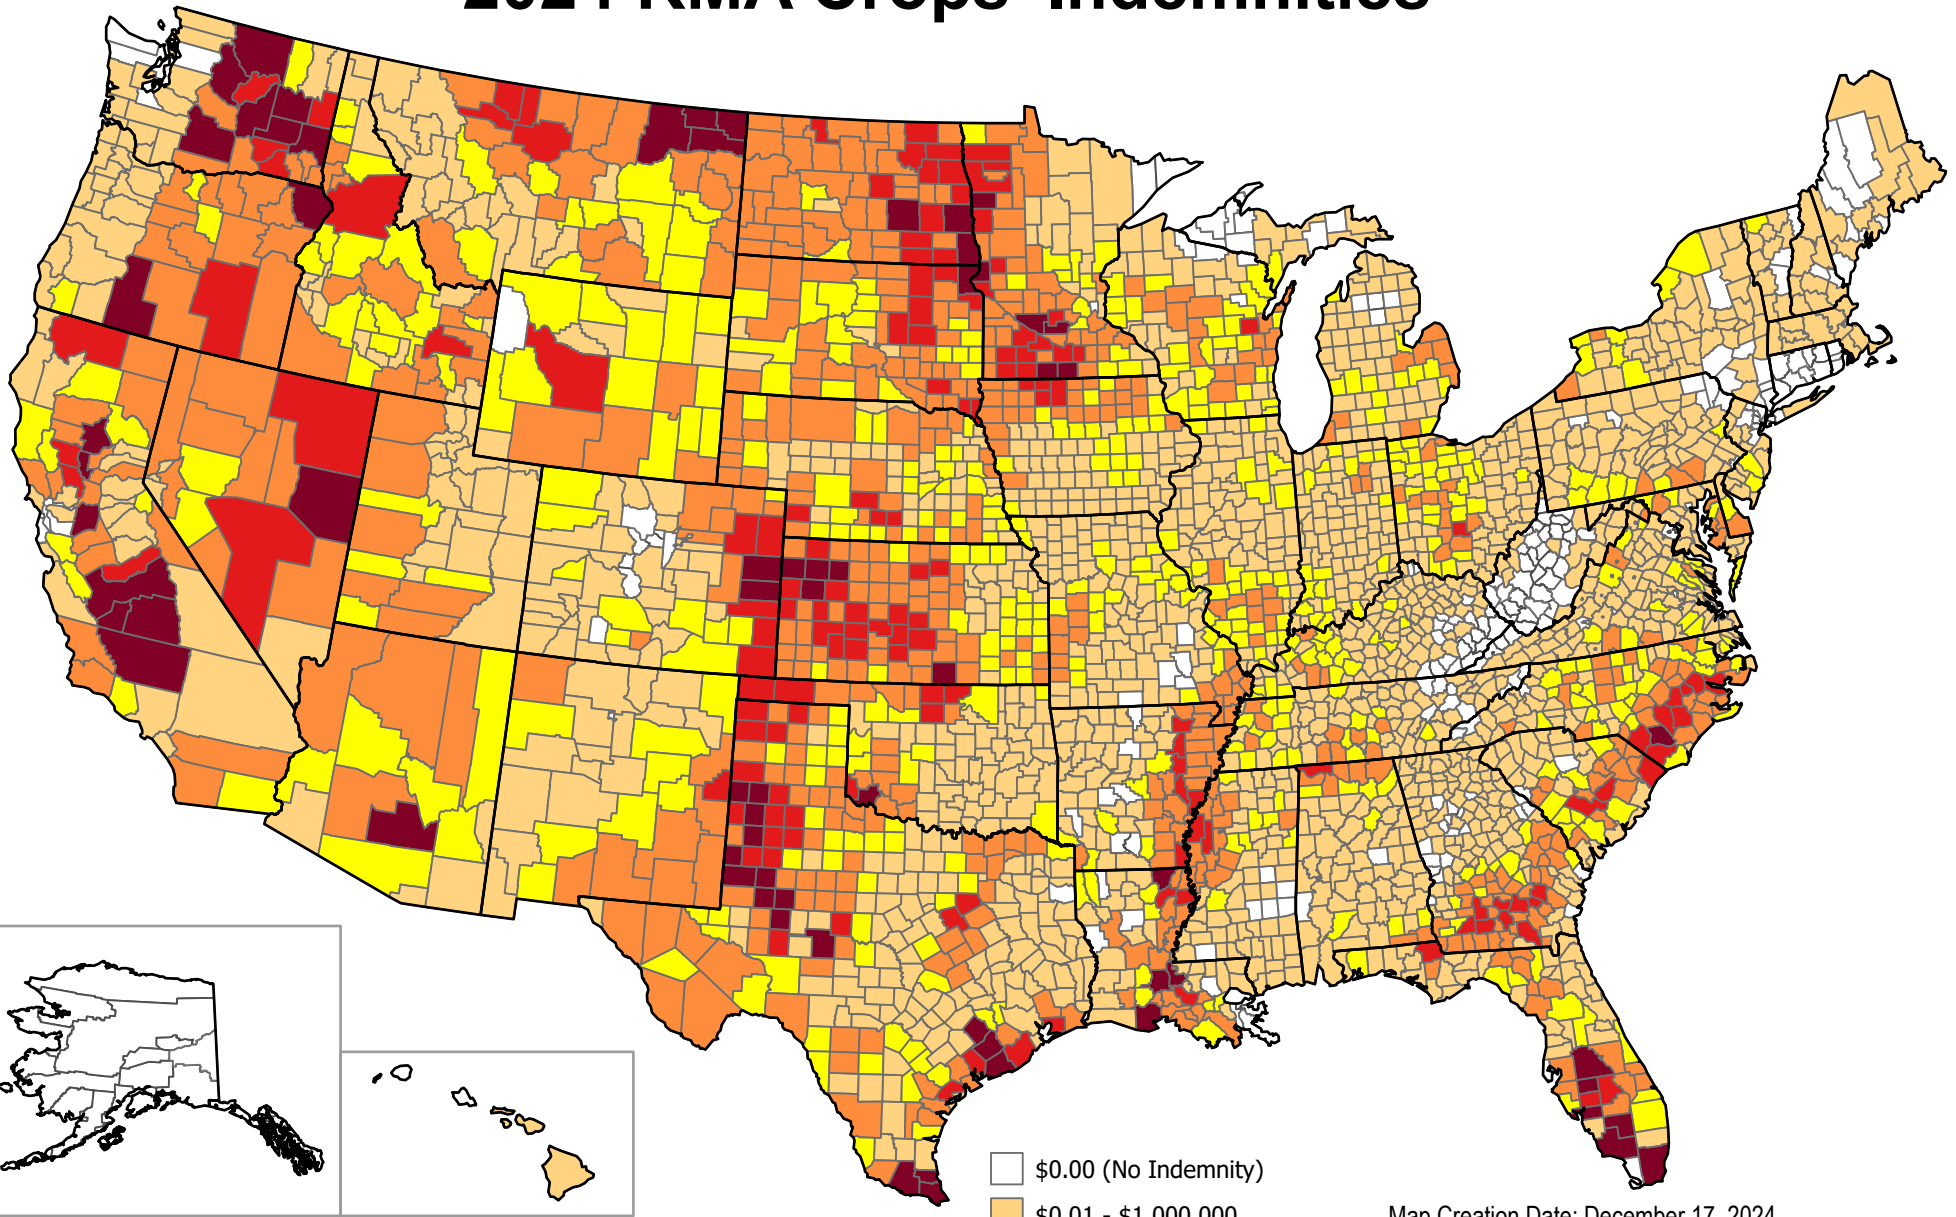 2024 RMA Crops' Indemnities
$0.00 (No Indemnity)
$0.01 - $1,000,000
Map Creation Date: December 17, 2024